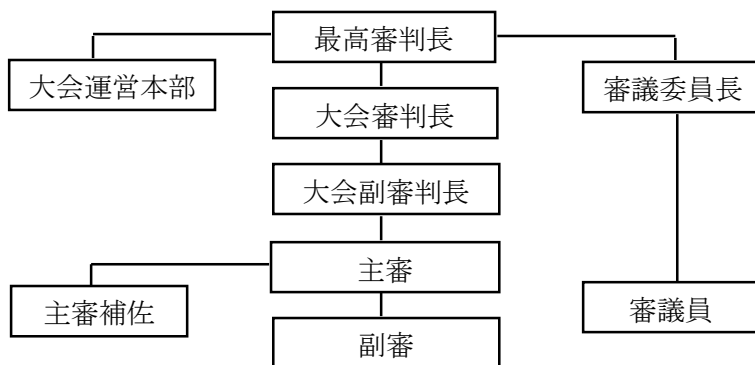 最高審判長
大会運営本部
審議委員長
大会審判長
大会副審判長
主審
主審補佐
審議員
副審